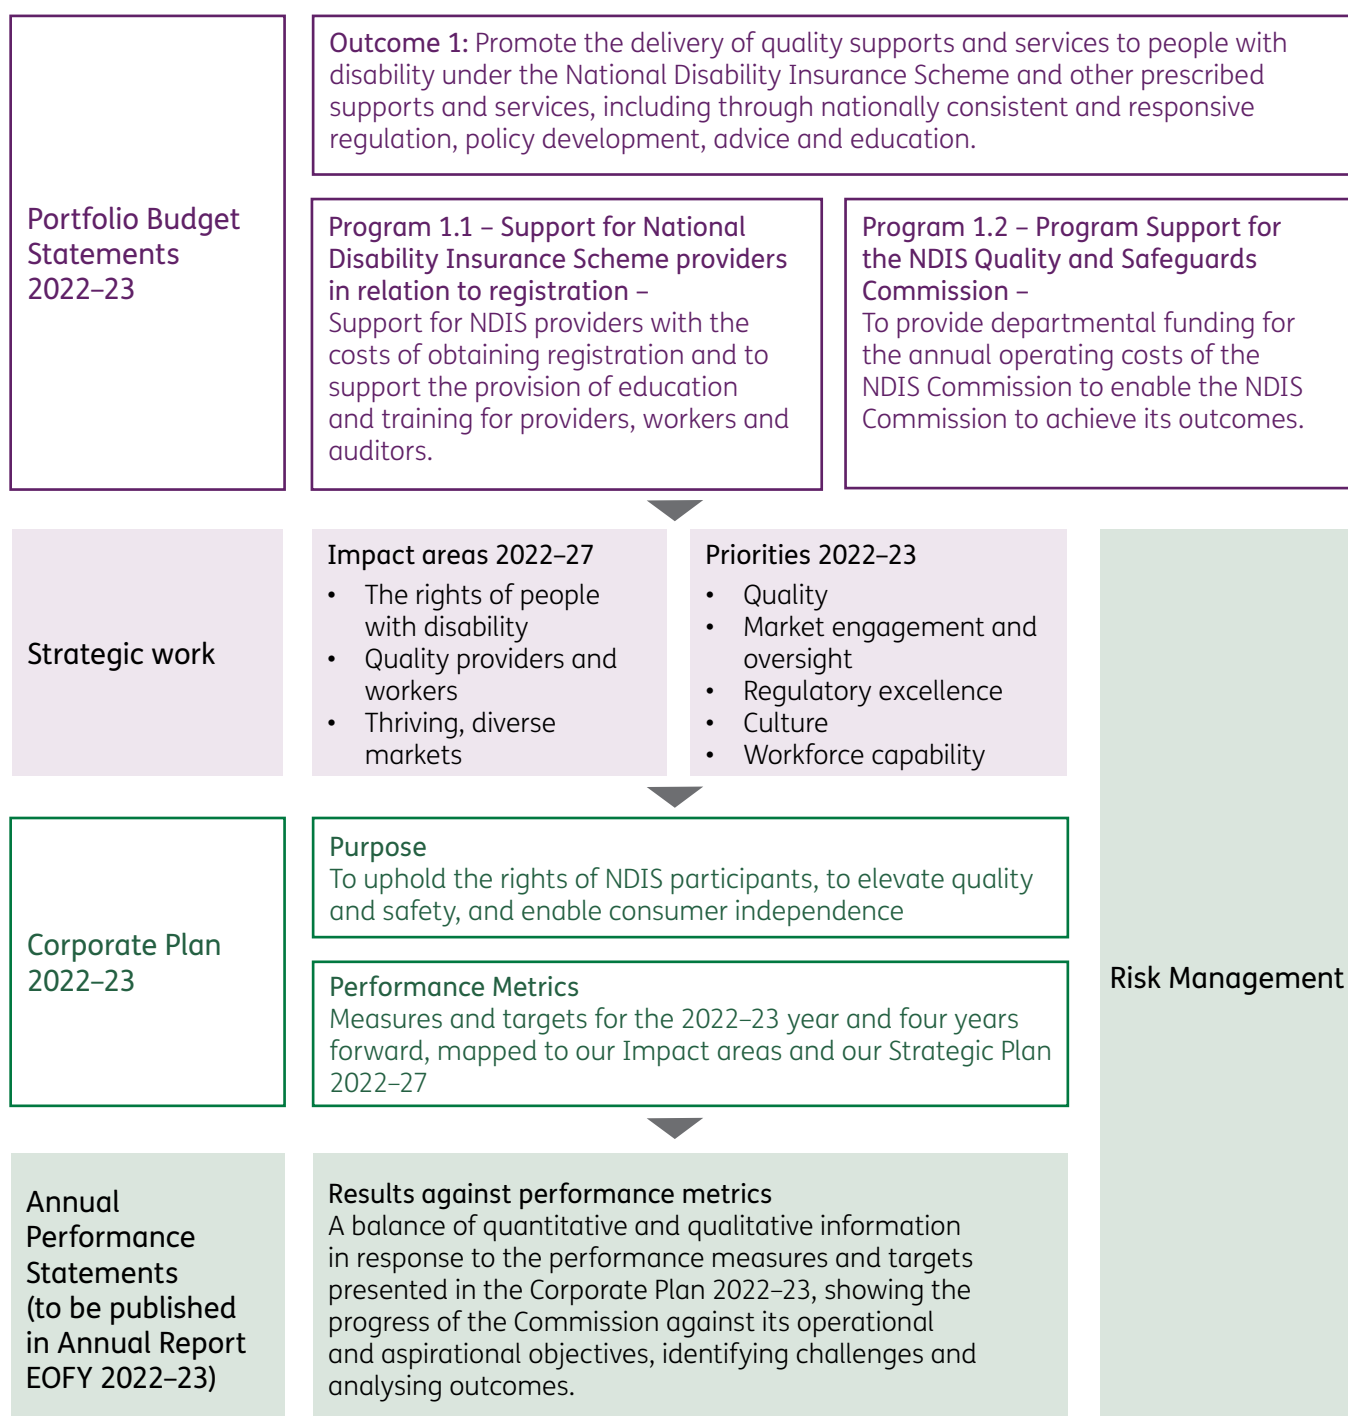 Portfolio Budget
Statements
2022–23
Outcome 1: Promote the delivery of quality supports and services to people with
disability under the National Disability Insurance Scheme and other prescribed
supports and services, including through nationally consistent and responsive
regulation, policy development, advice and education.
Program 1.1 – Support for National
Disability Insurance Scheme providers
in relation to registration –
Support for NDIS providers with the
costs of obtaining registration and to
support the provision of education
and training for providers, workers and
auditors.
Program 1.2 – Program Support for
the NDIS Quality and Safeguards
Commission –
To provide departmental funding for
the annual operating costs of the
NDIS Commission to enable the NDIS
Commission to achieve its outcomes.
Strategic work
Impact areas 2022–27
• The rights of people
with disability
• Quality providers and
workers
• Thriving, diverse
markets
Priorities 2022–23
• Quality
• Market engagement and
oversight
• Regulatory excellence
• Culture
• Workforce capability
Corporate Plan
2022–23
Purpose
To uphold the rights of NDIS participants, to elevate quality
and safety, and enable consumer independence
Performance Metrics
Measures and targets for the 2022–23 year and four years
forward, mapped to our Impact areas and our Strategic Plan
2022–27
Risk Management
Annual
Performance
Statements
(to be published
in Annual Report
EOFY 2022–23)
Results against performance metrics
A balance of quantitative and qualitative information
in response to the performance measures and targets
presented in the Corporate Plan 2022–23, showing the
progress of the Commission against its operational
and aspirational objectives, identifying challenges and
analysing outcomes.